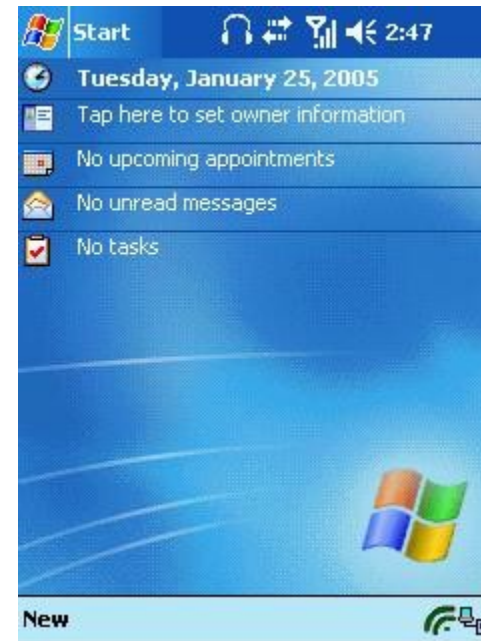 Start 2:47
Tuesday, January 25, 2005
Tap here to set owner information
No upcoming appointments
No unread messages
No tasks
New